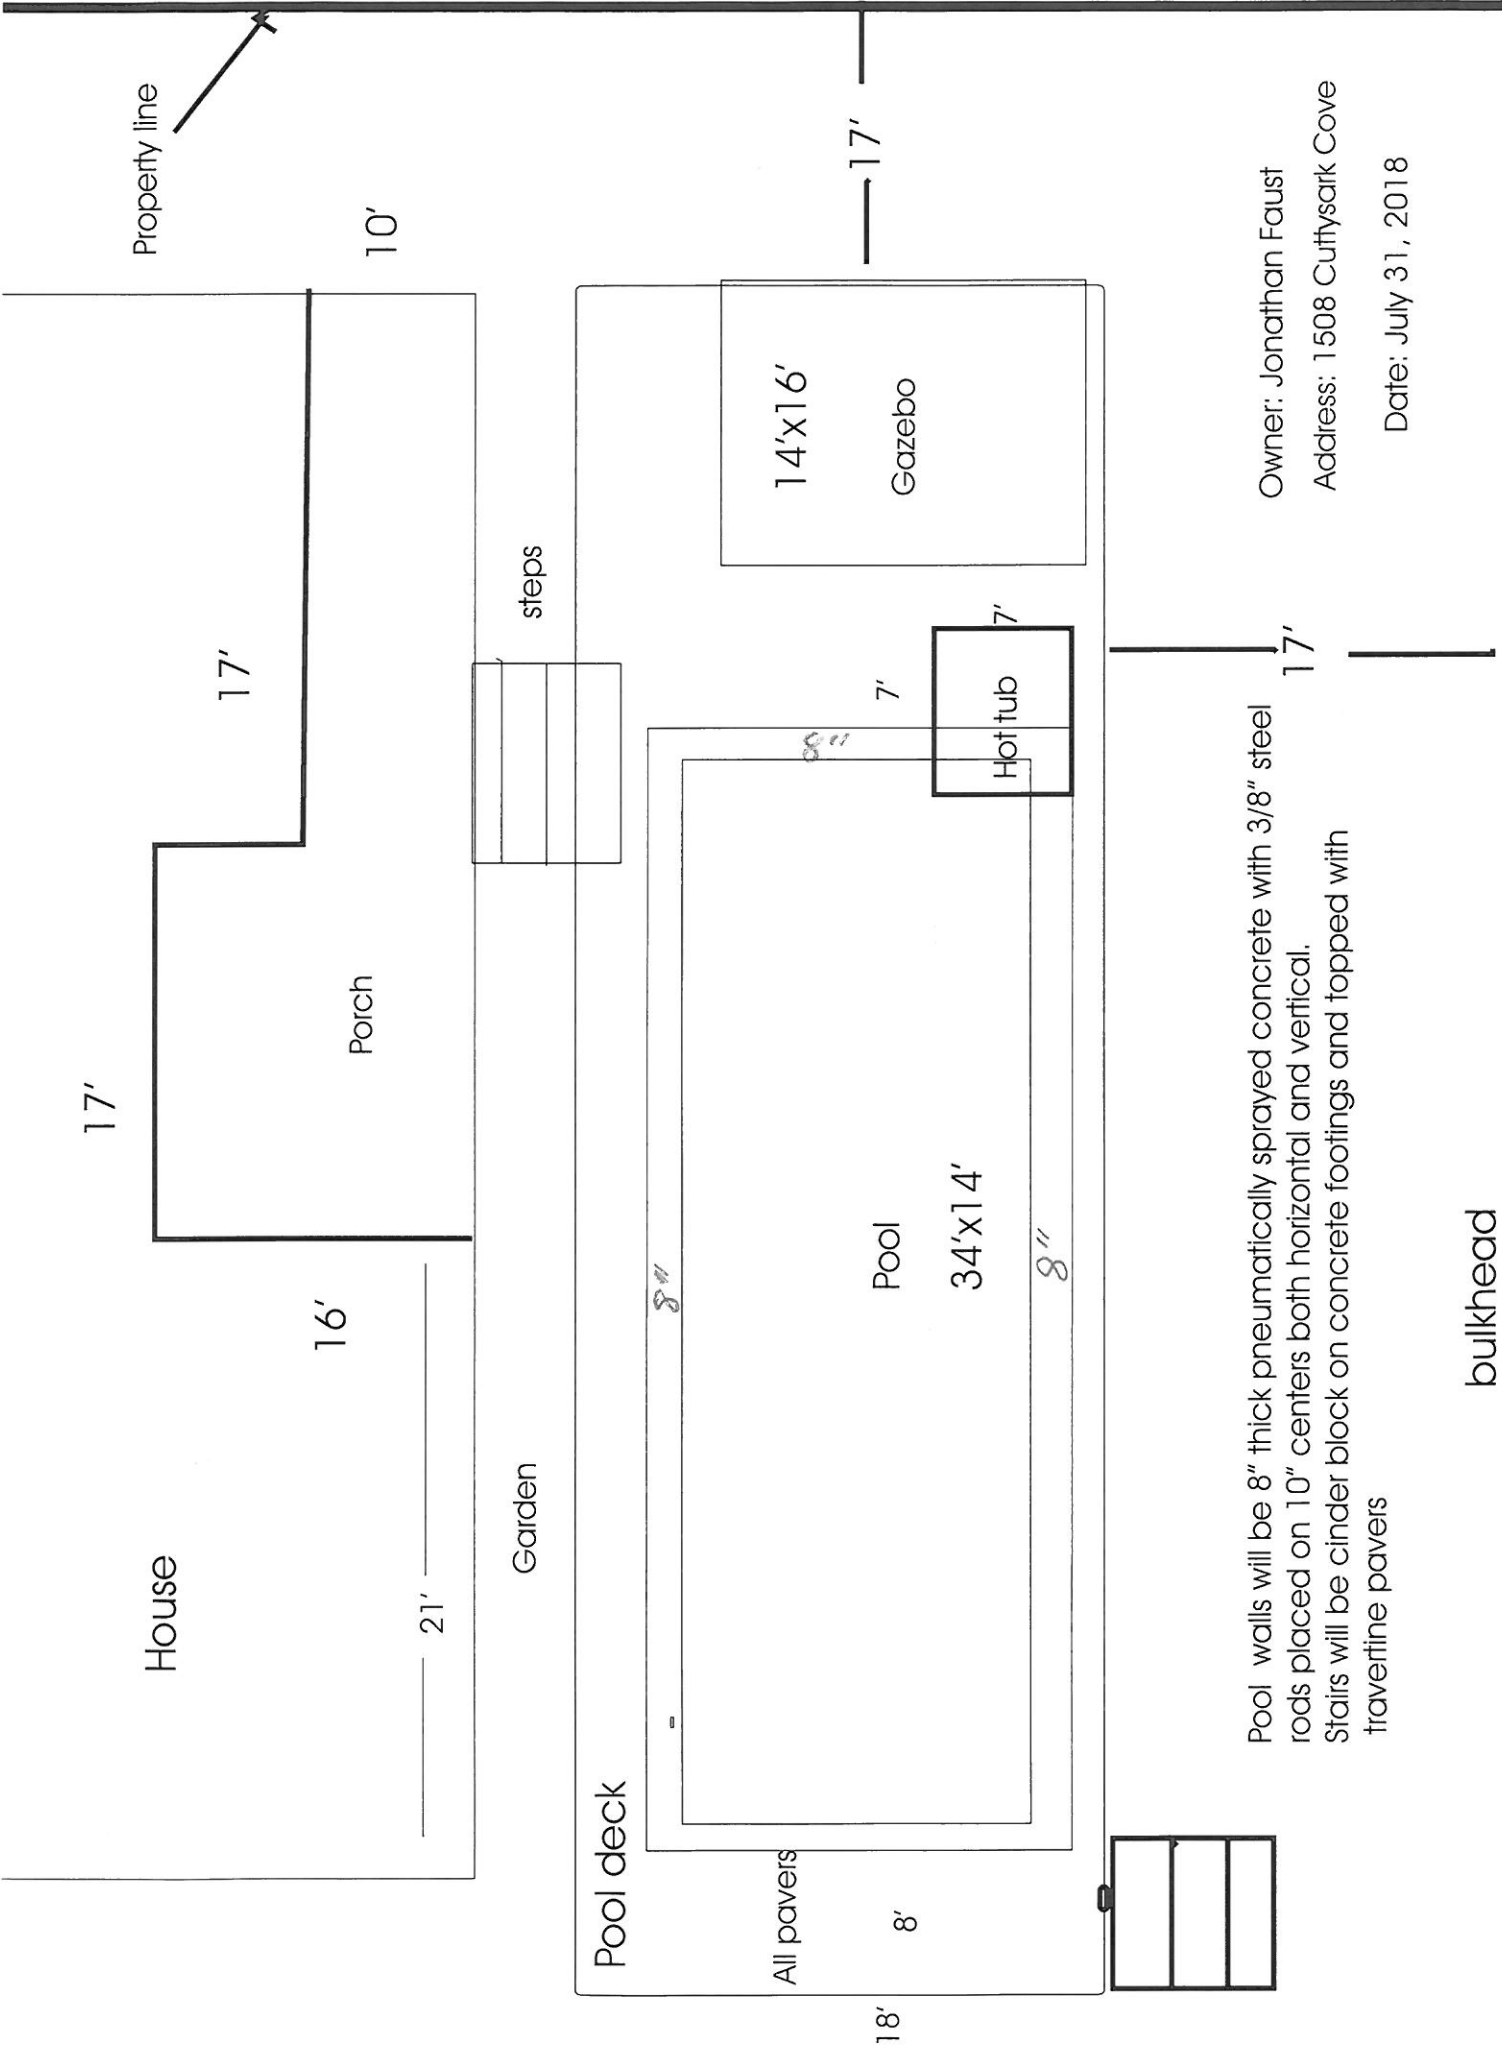 Property line
10'
17'
17'
House
Porch
16'
21'
Garden
steps
Pool deck
All pavers
8'
18'
8"
8"
8"
Pool
34'x14'
7'
Hot tub
7'
14'x16'
Gazebo
17'
17'
Pool walls will be 8" thick pneumatically sprayed concrete with 3/8" steel
rods placed on 10" centers both horizontal and vertical.
Stairs will be cinder block on concrete footings and topped with
travertine pavers
bulkhead
Owner: Jonathan Faust
Address: 1508 Cuttysark Cove
Date: July 31, 2018